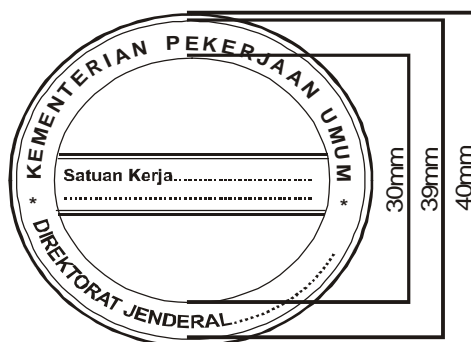 * KEMENTERIAN PEKERJAAN UMUM *
Satuan Kerja..............................
..........................................................
DIREKTORAT JENDERAL..................
30mm
39mm
40mm